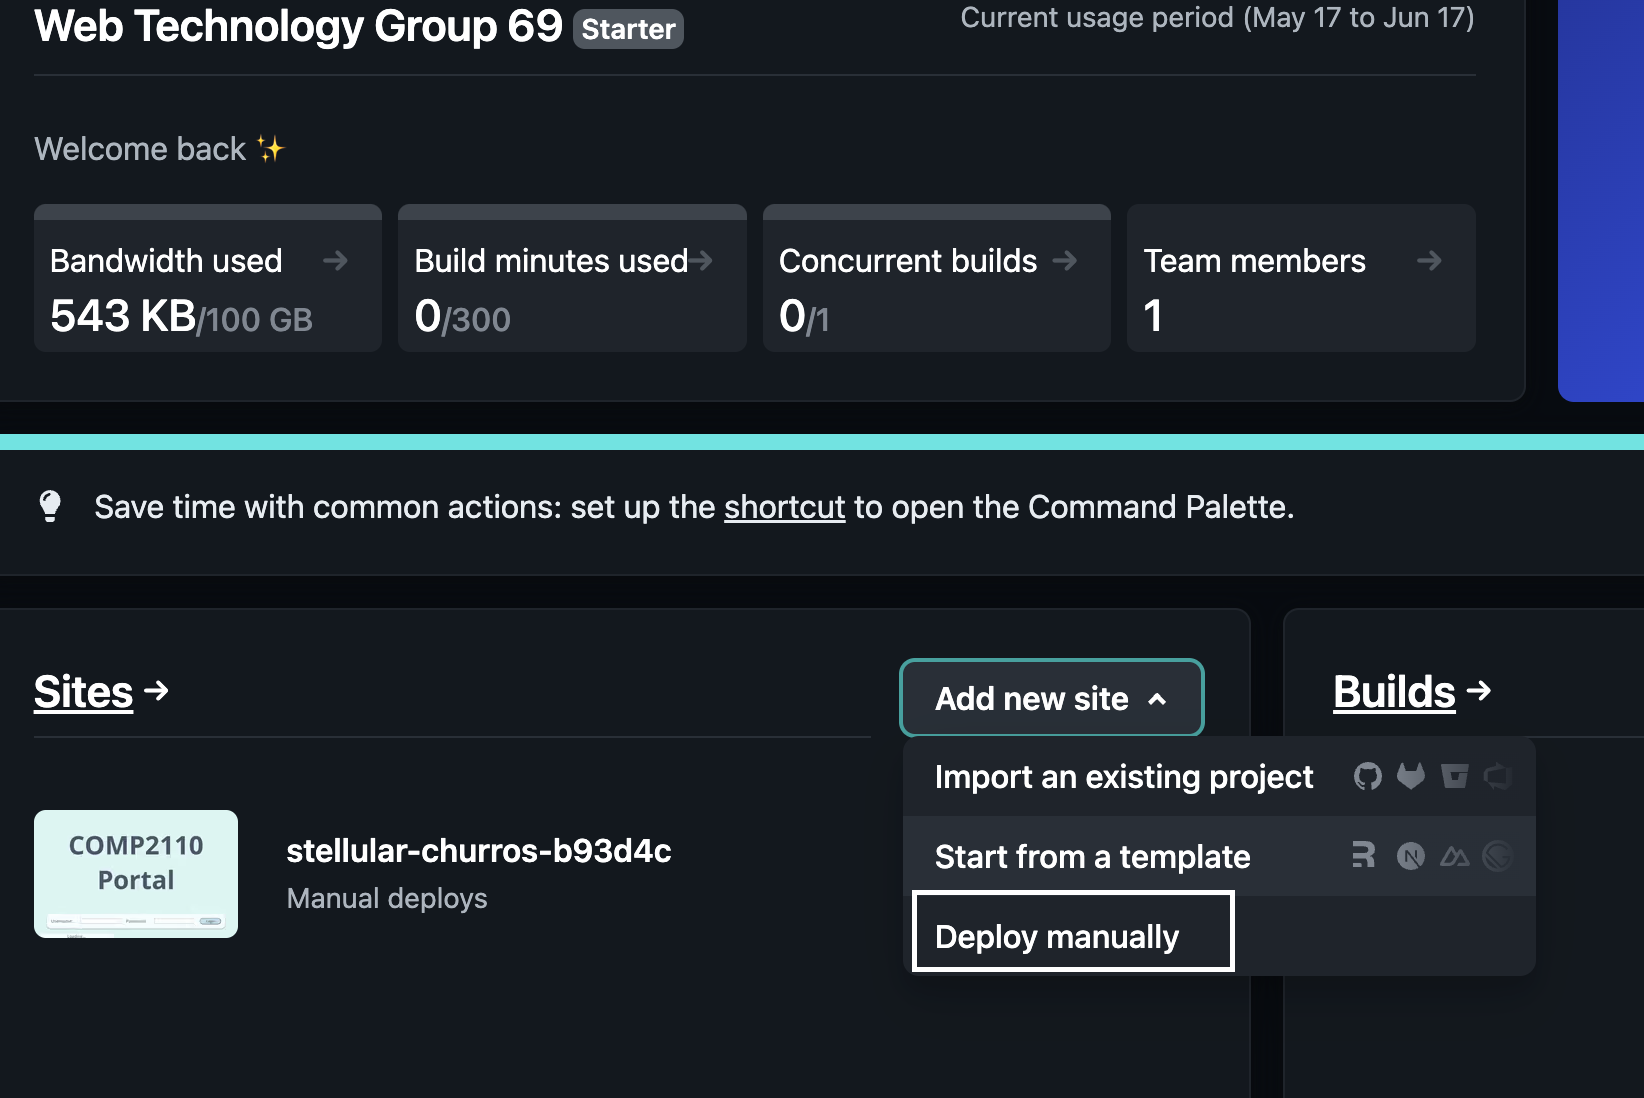 Web Technology Group 69 Starter
Current usage period (May 17 to Jun 17)
Welcome back ✨
Bandwidth used →
543 KB/100 GB
Build minutes used →
0/300
Concurrent builds →
0/1
Team members →
1
Save time with common actions: set up the shortcut to open the Command Palette.
Sites →
Add new site
Import an existing project
Start from a template
Deploy manually
COMP2110
Portal
stellular-churros-b93d4c
Manual deploys
Builds →